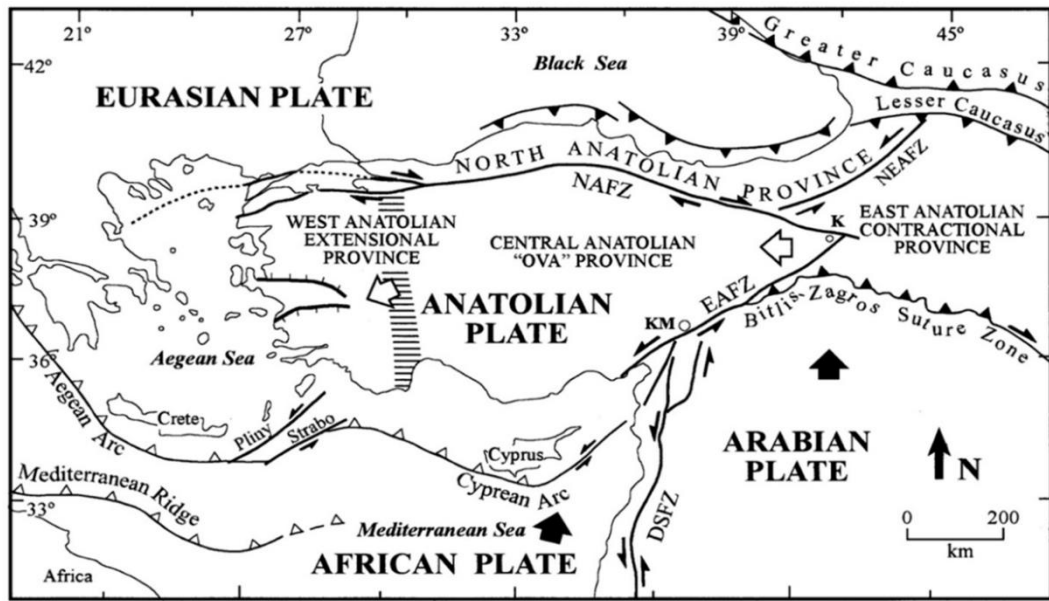 21° 27° 33° 39° 45°
42°
39°
36°
33°
Black Sea
EURASIAN PLATE
Greater Caucasus
Lesser Caucasus
NORTH ANATOLIAN PROVINCE
NAFZ
NEAFZ
WEST ANATOLIAN
EXTENSIONAL
PROVINCE
CENTRAL ANATOLIAN
“OVA” PROVINCE
K
EAST ANATOLIAN
CONTRACTIONAL
PROVINCE
ANATOLIAN
PLATE
EAFZ
Bitlis-Zagros Suture Zone
KM
Aegean Sea
Aegean Arc
Crete
Pliny
Strabo
Cyprus
Cyprean Arc
ARABIAN
PLATE
N
DSFZ
Mediterranean Ridge
Mediterranean Sea
0 200
km
AFRICAN PLATE
Africa